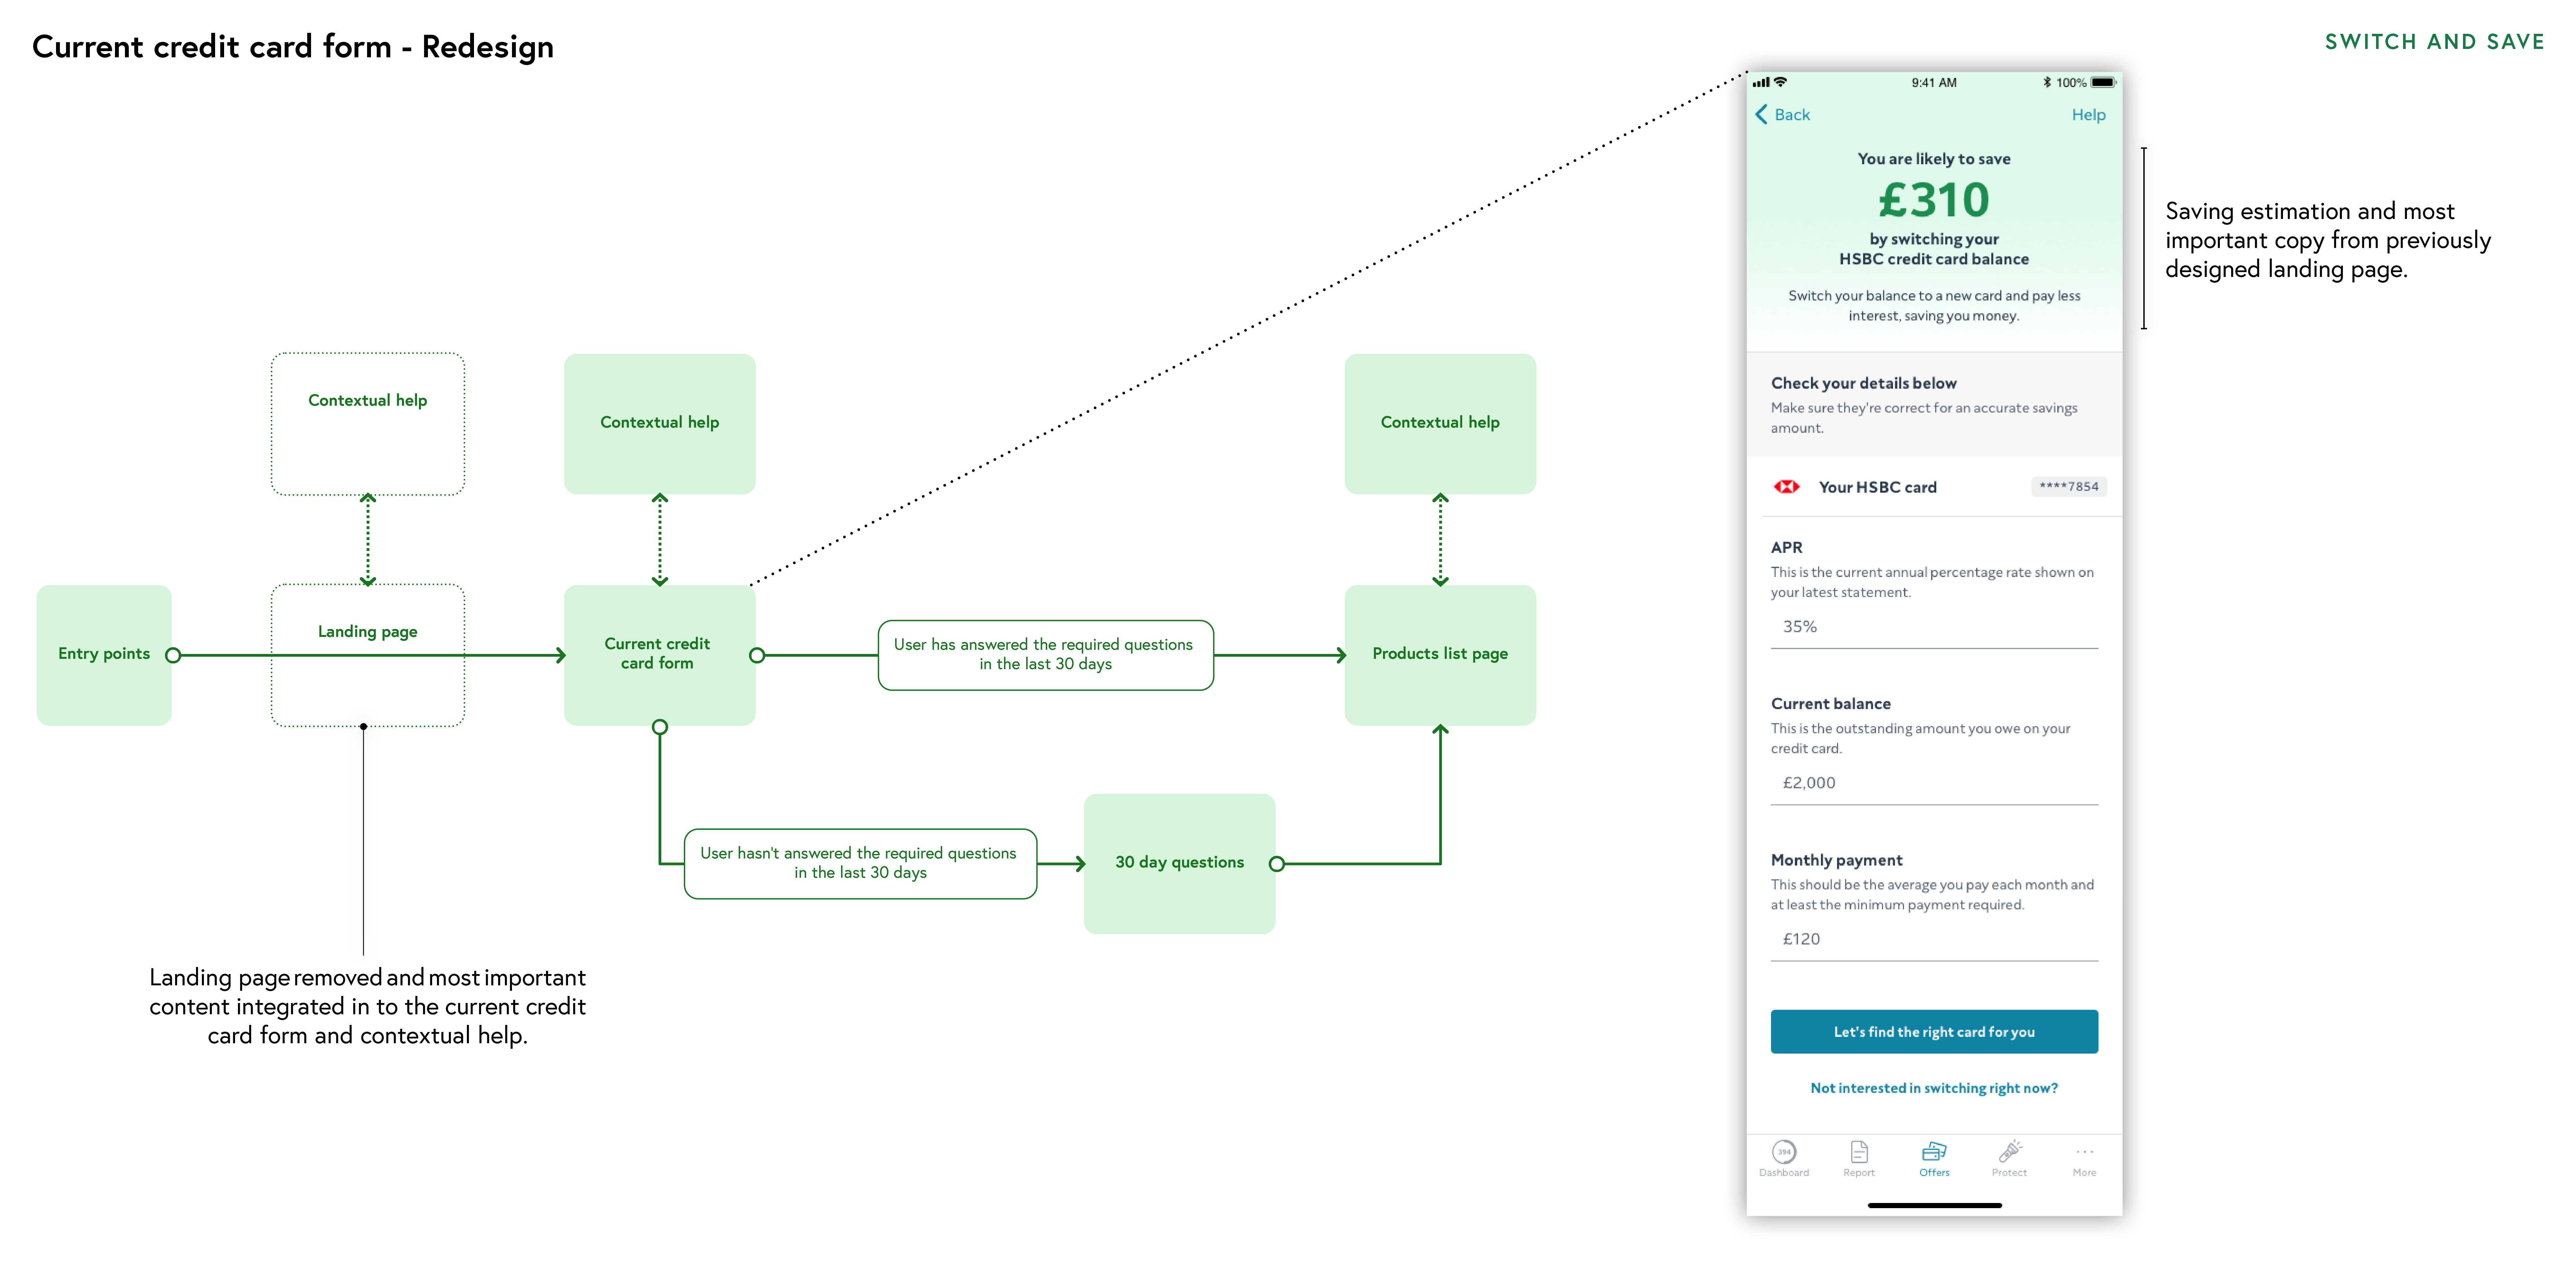 Current credit card form - Redesign
SWITCH AND SAVE
Contextual help
Contextual help
Contextual help
Entry points
Landing page
Current credit
card form
User has answered the required questions
in the last 30 days
Products list page
User hasn't answered the required questions
in the last 30 days
30 day questions
Landing page removed and most important
content integrated in to the current credit
card form and contextual help.
9:41 AM
100%
Back
Help
You are likely to save
£310
by switching your
HSBC credit card balance
Switch your balance to a new card and pay less
interest, saving you money.
Check your details below
Make sure they're correct for an accurate savings
amount.
Your HSBC card
****7854
APR
This is the current annual percentage rate shown on
your latest statement.
35%
Current balance
This is the outstanding amount you owe on your
credit card.
£2,000
Monthly payment
This should be the average you pay each month and
at least the minimum payment required.
£120
Let's find the right card for you
Not interested in switching right now?
394
Dashboard
Report
Offers
Protect
More
Saving estimation and most
important copy from previously
designed landing page.